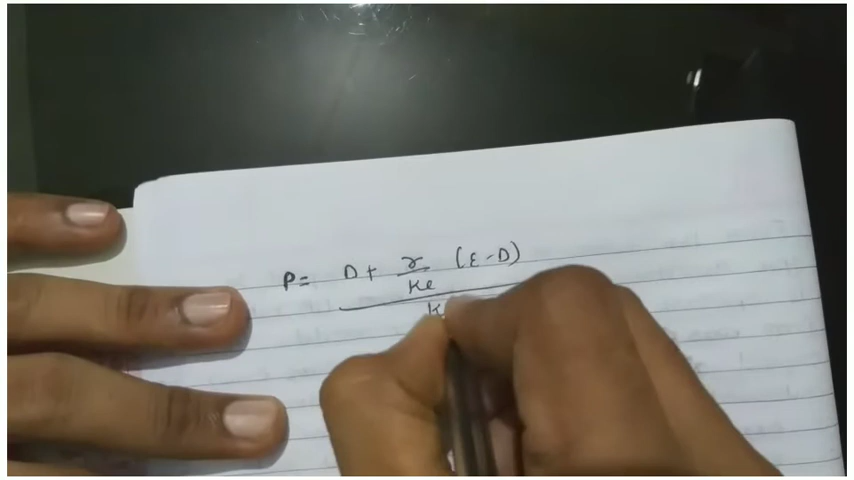 P = D + r/Ke (E-D)
K